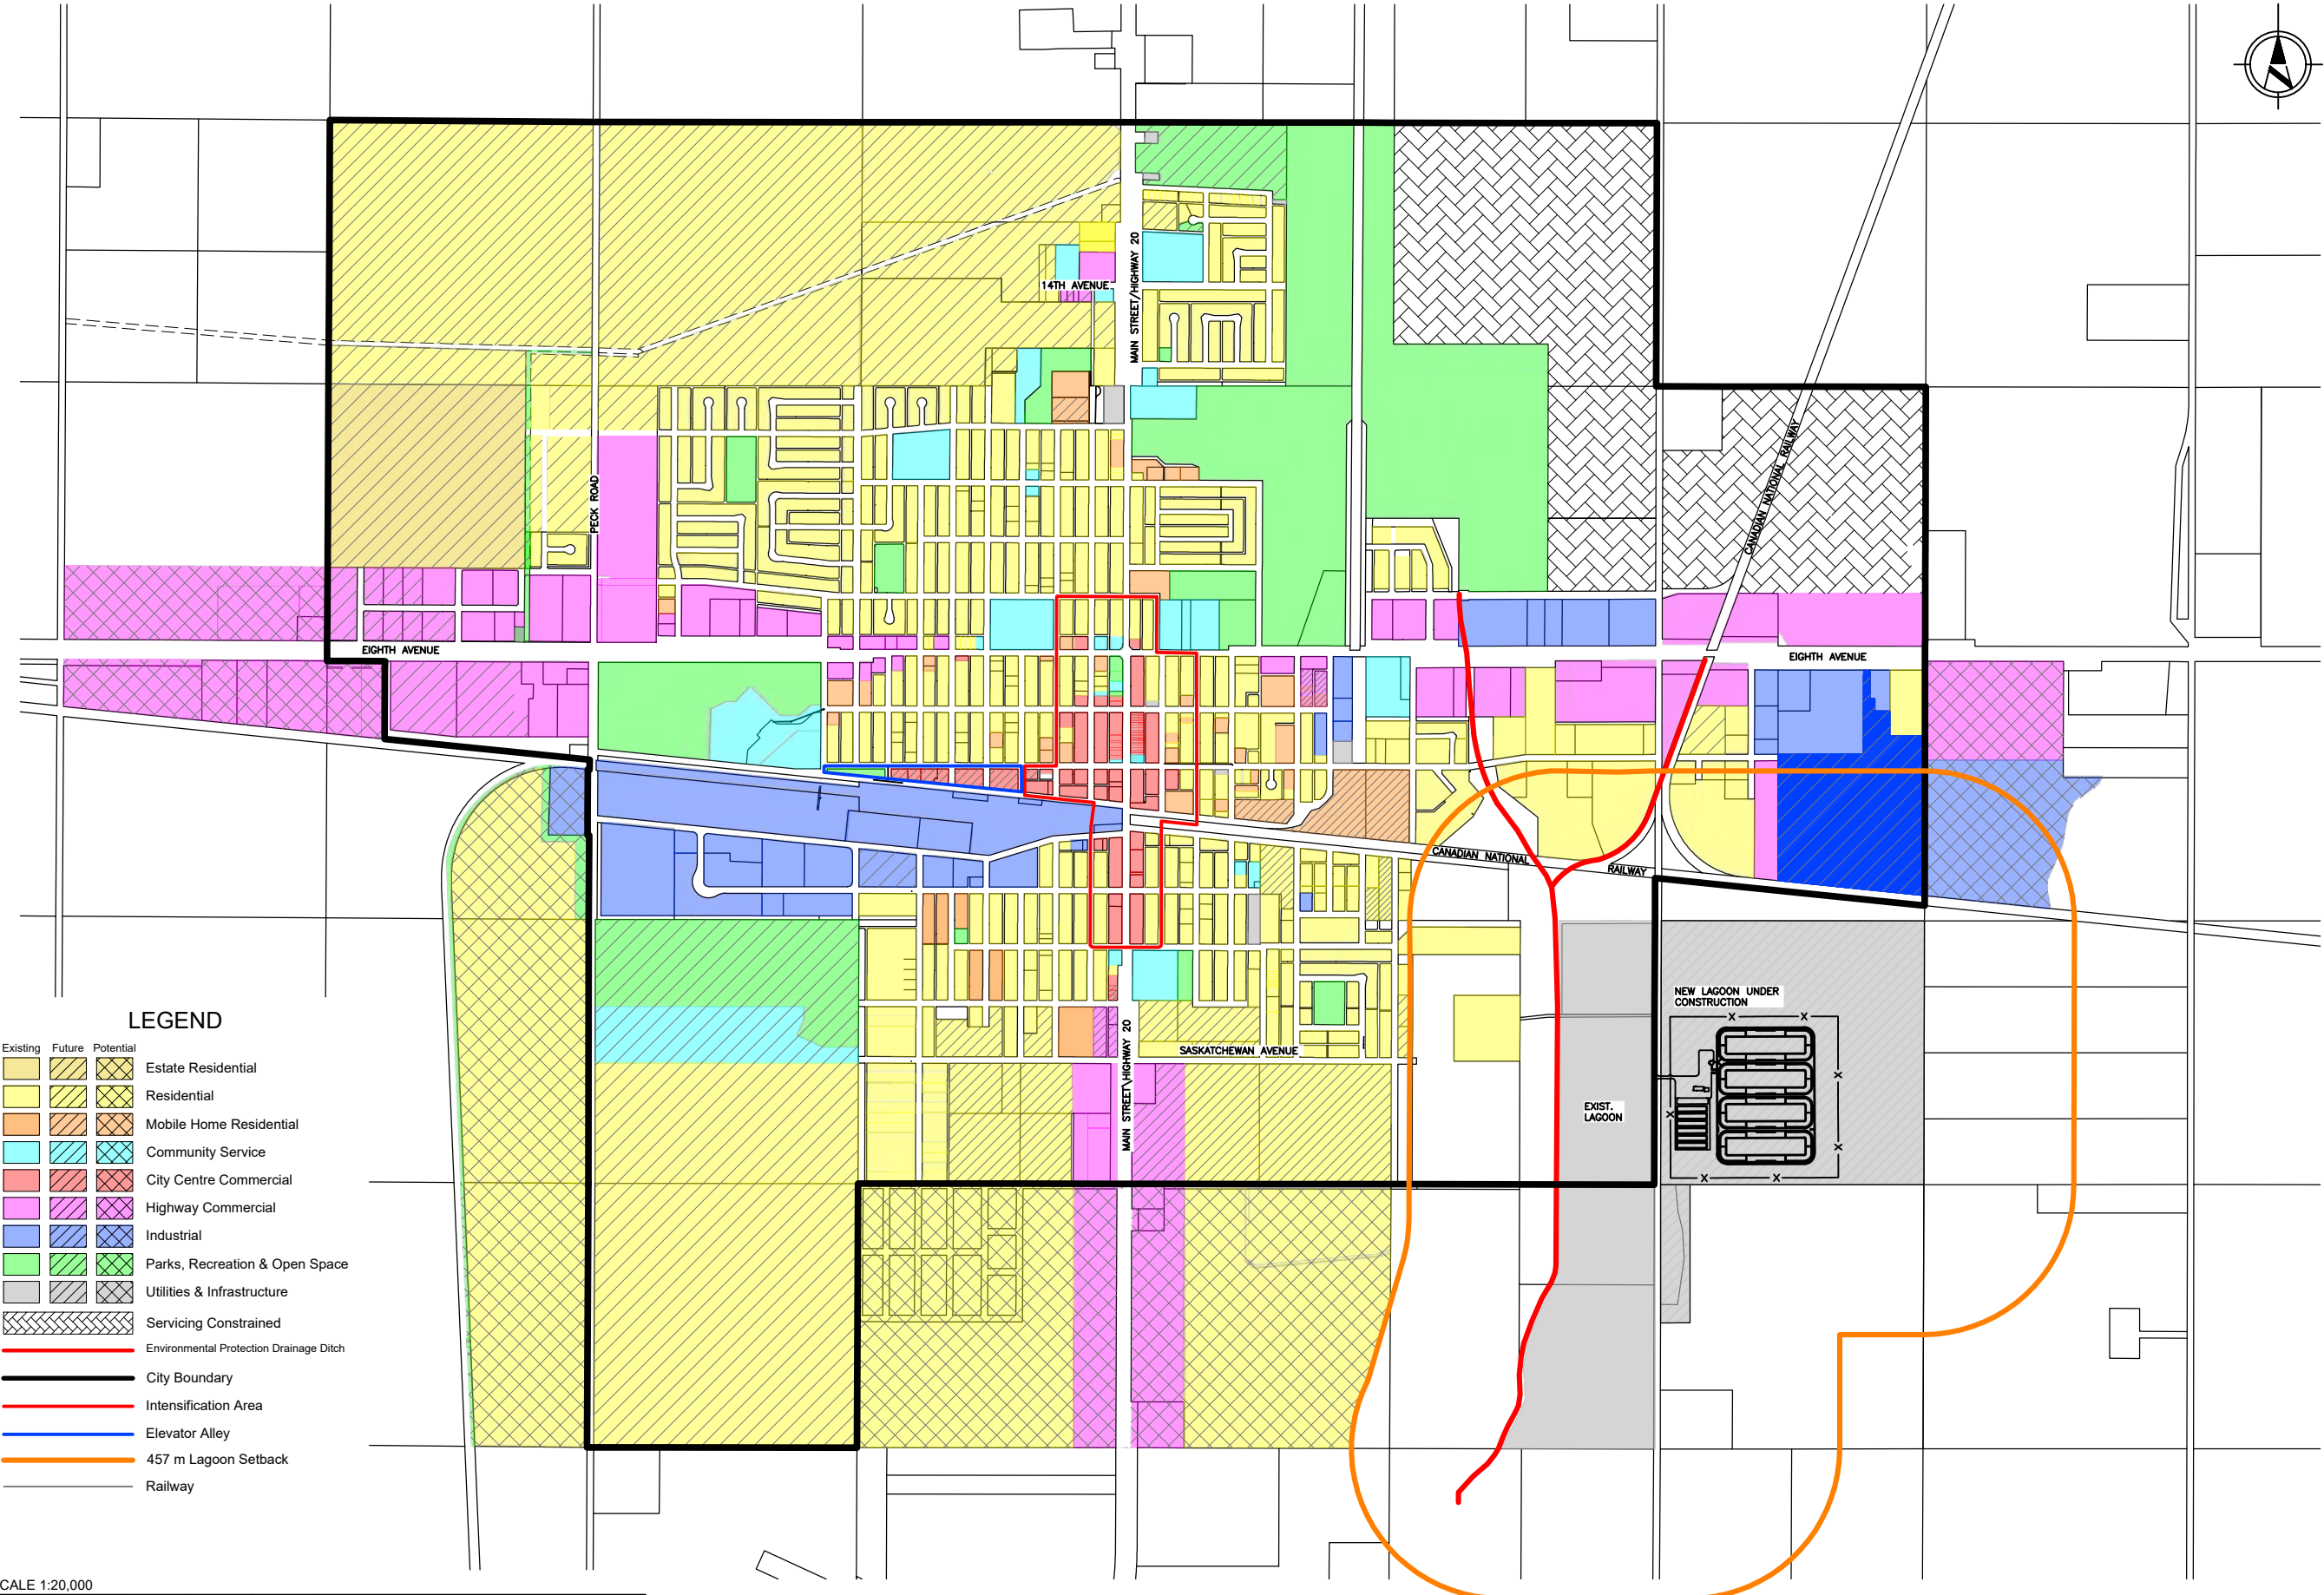 MAIN STREET/HIGHWAY 20
14TH AVENUE
PECK ROAD
CANADIAN NATIONAL RAILWAY
EIGHTH AVENUE
EIGHTH AVENUE
CANADIAN NATIONAL
RAILWAY
NEW LAGOON UNDER
CONSTRUCTION
X X
X
X
X
X X
SASKATCHEWAN AVENUE
MAIN STREET\HIGHWAY 20
EXIST.
LAGOON
LEGEND
Existing Future Potential
Estate Residential
Residential
Mobile Home Residential
Community Service
City Centre Commercial
Highway Commercial
Industrial
Parks, Recreation & Open Space
Utilities & Infrastructure
Servicing Constrained
Environmental Protection Drainage Ditch
City Boundary
Intensification Area
Elevator Alley
457 m Lagoon Setback
Railway
CALE 1:20,000